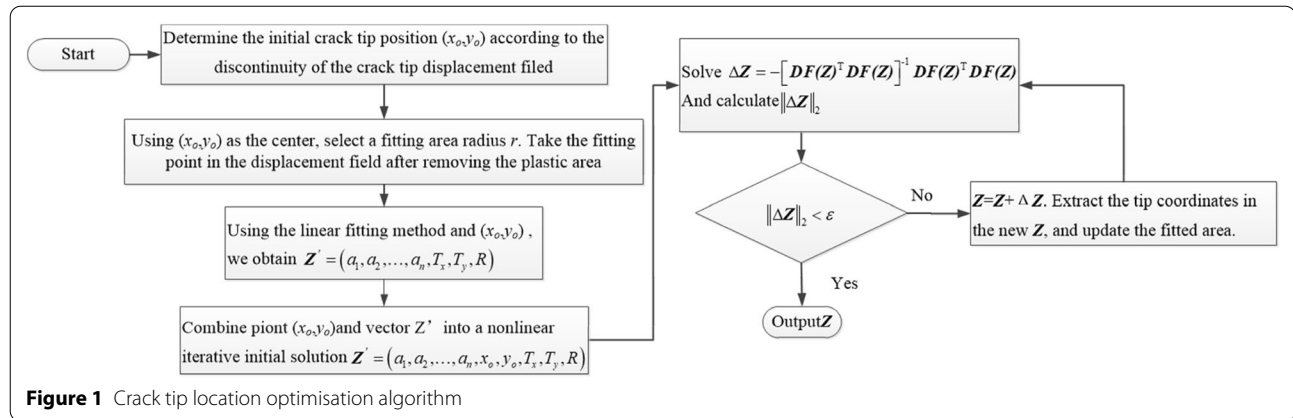 Start
Determine the initial crack tip position (xₒ,yₒ) according to the
discontinuity of the crack tip displacement filed
Using (xₒ,yₒ) as the center, select a fitting area radius r. Take the fitting
point in the displacement field after removing the plastic area
Using the linear fitting method and (xₒ,yₒ) ,
we obtain Z' = (a₁,a₂,…,aₙ,Tₓ,T_y,R)
Combine piont (xₒ,yₒ)and vector Z’ into a nonlinear
iterative initial solution Z' = (a₁,a₂,…,aₙ,xₒ,yₒ,Tₓ,T_y,R)
Solve ΔZ = −[DF(Z)ᵀ DF(Z)]⁻¹ DF(Z)ᵀ DF(Z)
And calculate‖ΔZ‖₂
‖ΔZ‖₂ < ε
No
Z=Z+ Δ Z. Extract the tip coordinates in
the new Z, and update the fitted area.
Yes
OutputZ
Figure 1 Crack tip location optimisation algorithm